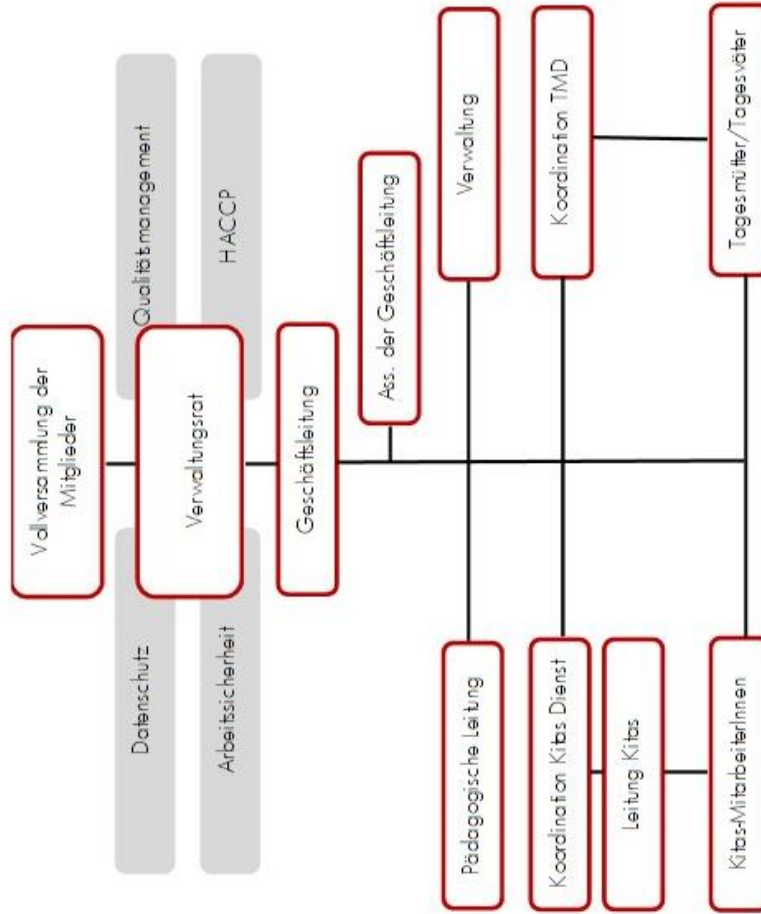 Vollversammlung der
Mitglieder
Datenschutz
Qualitätsmanagement
Verwaltungsrat
Arbeitssicherheit
HACCP
Geschäftsleitung
Ass. der Geschäftsleitung
Pädagogische Leitung
Verwaltung
Koordination Kitas Dienst
Koordination TMD
Leitung Kitas
Kitas-MitarbeiterInnen
Tagesmütter/Tagesväter